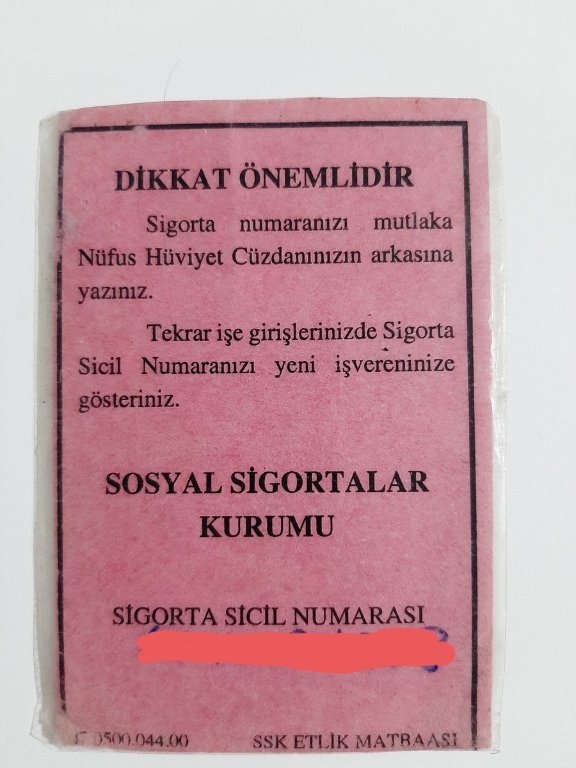 DİKKAT ÖNEMLİDİR
Sigorta numaranızı mutlaka
Nüfus Hüviyet Cüzdanınızın arkasına
yazınız.
Tekrar işe girişlerinizde Sigorta
Sicil Numaranızı yeni işvereninize
gösteriniz.
SOSYAL SİGORTALAR
KURUMU
SİGORTA SİCİL NUMARASI
SSK ETLİK MATBAASI